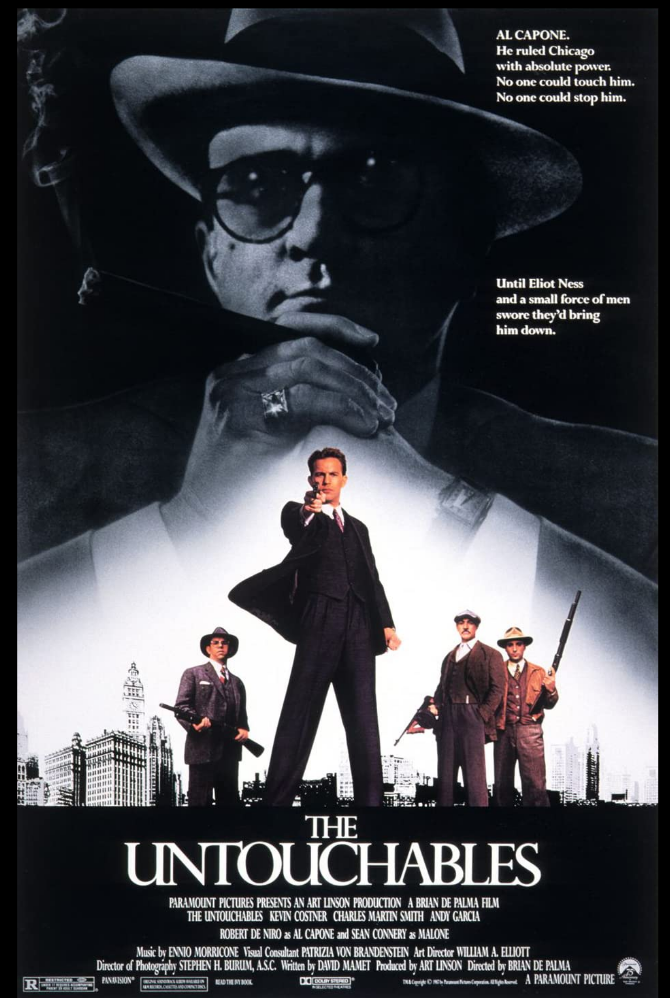 AL CAPONE.
He ruled Chicago
with absolute power.
No one could touch him.
No one could stop him.
Until Eliot Ness
and a small force of men
swore they'd bring
him down.
THE
UNTOUCHABLES
PARAMOUNT PICTURES PRESENTS AN ART LINSON PRODUCTION A BRIAN DE PALMA FILM
THE UNTOUCHABLES KEVIN COSTNER CHARLES MARTIN SMITH ANDY GARCIA
ROBERT DE NIRO AS AL CAPONE AND SEAN CONNERY AS MALONE
Music by ENNIO MORRICONE Visual Consultant PATRIZIA VON BRANDENSTEIN Art Director WILLIAM A. ELLIOTT
Director of Photography STEPHEN H. BURUM, A.S.C. Written by DAVID MAMET Produced by ART LINSON Directed by BRIAN DE PALMA
R RESTRICTED PANAVISION® READ THE JOVE BOOK. DOLBY STEREO A PARAMOUNT PICTURE